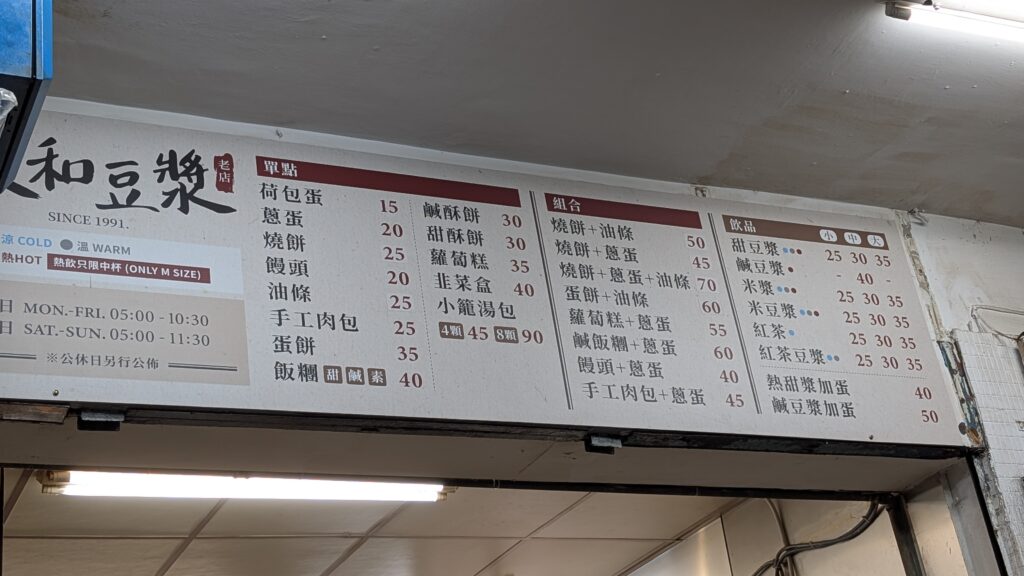 和豆漿 老店
SINCE 1991.
涼 COLD 溫 WARM
熱HOT 熱飲只限中杯 (ONLY M SIZE)
日 MON.-FRI. 05:00 - 10:30
日 SAT.-SUN. 05:00 - 11:30
※公休日另行公佈
單點
荷包蛋 15
蔥蛋 20
燒餅 25
饅頭 20
油條 25
手工肉包 25
蛋餅 35
飯糰 甜 鹹 素 40
鹹酥餅 30
甜酥餅 30
蘿蔔糕 35
韭菜盒 40
小籠湯包
4顆 45 8顆 90
組合
燒餅+油條 50
燒餅+蔥蛋 45
燒餅+蔥蛋+油條 70
蛋餅+油條 60
蘿蔔糕+蔥蛋 55
鹹飯糰+蔥蛋 60
饅頭+蔥蛋 40
手工肉包+蔥蛋 45
飲品 小 中 大
甜豆漿 25 30 35
鹹豆漿 - 40 -
米漿 25 30 35
米豆漿 25 30 35
紅茶 25 30 35
紅茶豆漿 25 30 35
熱甜漿加蛋 40
鹹豆漿加蛋 50